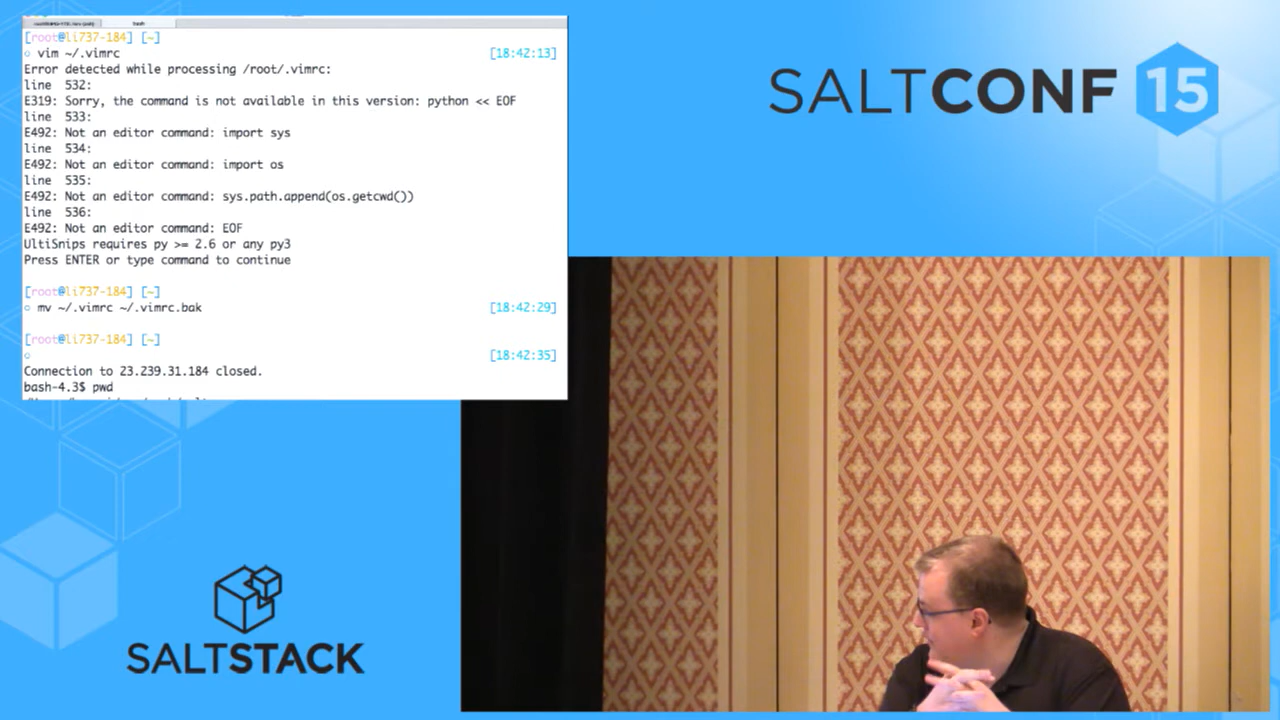 bash
[root@li737-184] [~]
○ vim ~/.vimrc [18:42:13]
Error detected while processing /root/.vimrc:
line  532:
E319: Sorry, the command is not available in this version: python << EOF
line  533:
E492: Not an editor command: import sys
line  534:
E492: Not an editor command: import os
line  535:
E492: Not an editor command: sys.path.append(os.getcwd())
line  536:
E492: Not an editor command: EOF
UltiSnips requires py >= 2.6 or any py3
Press ENTER or type command to continue
[root@li737-184] [~]
○ mv ~/.vimrc ~/.vimrc.bak [18:42:29]
[root@li737-184] [~]
○ [18:42:35]
Connection to 23.239.31.184 closed.
bash-4.3$ pwd
SALTCONF 15
SALTSTACK